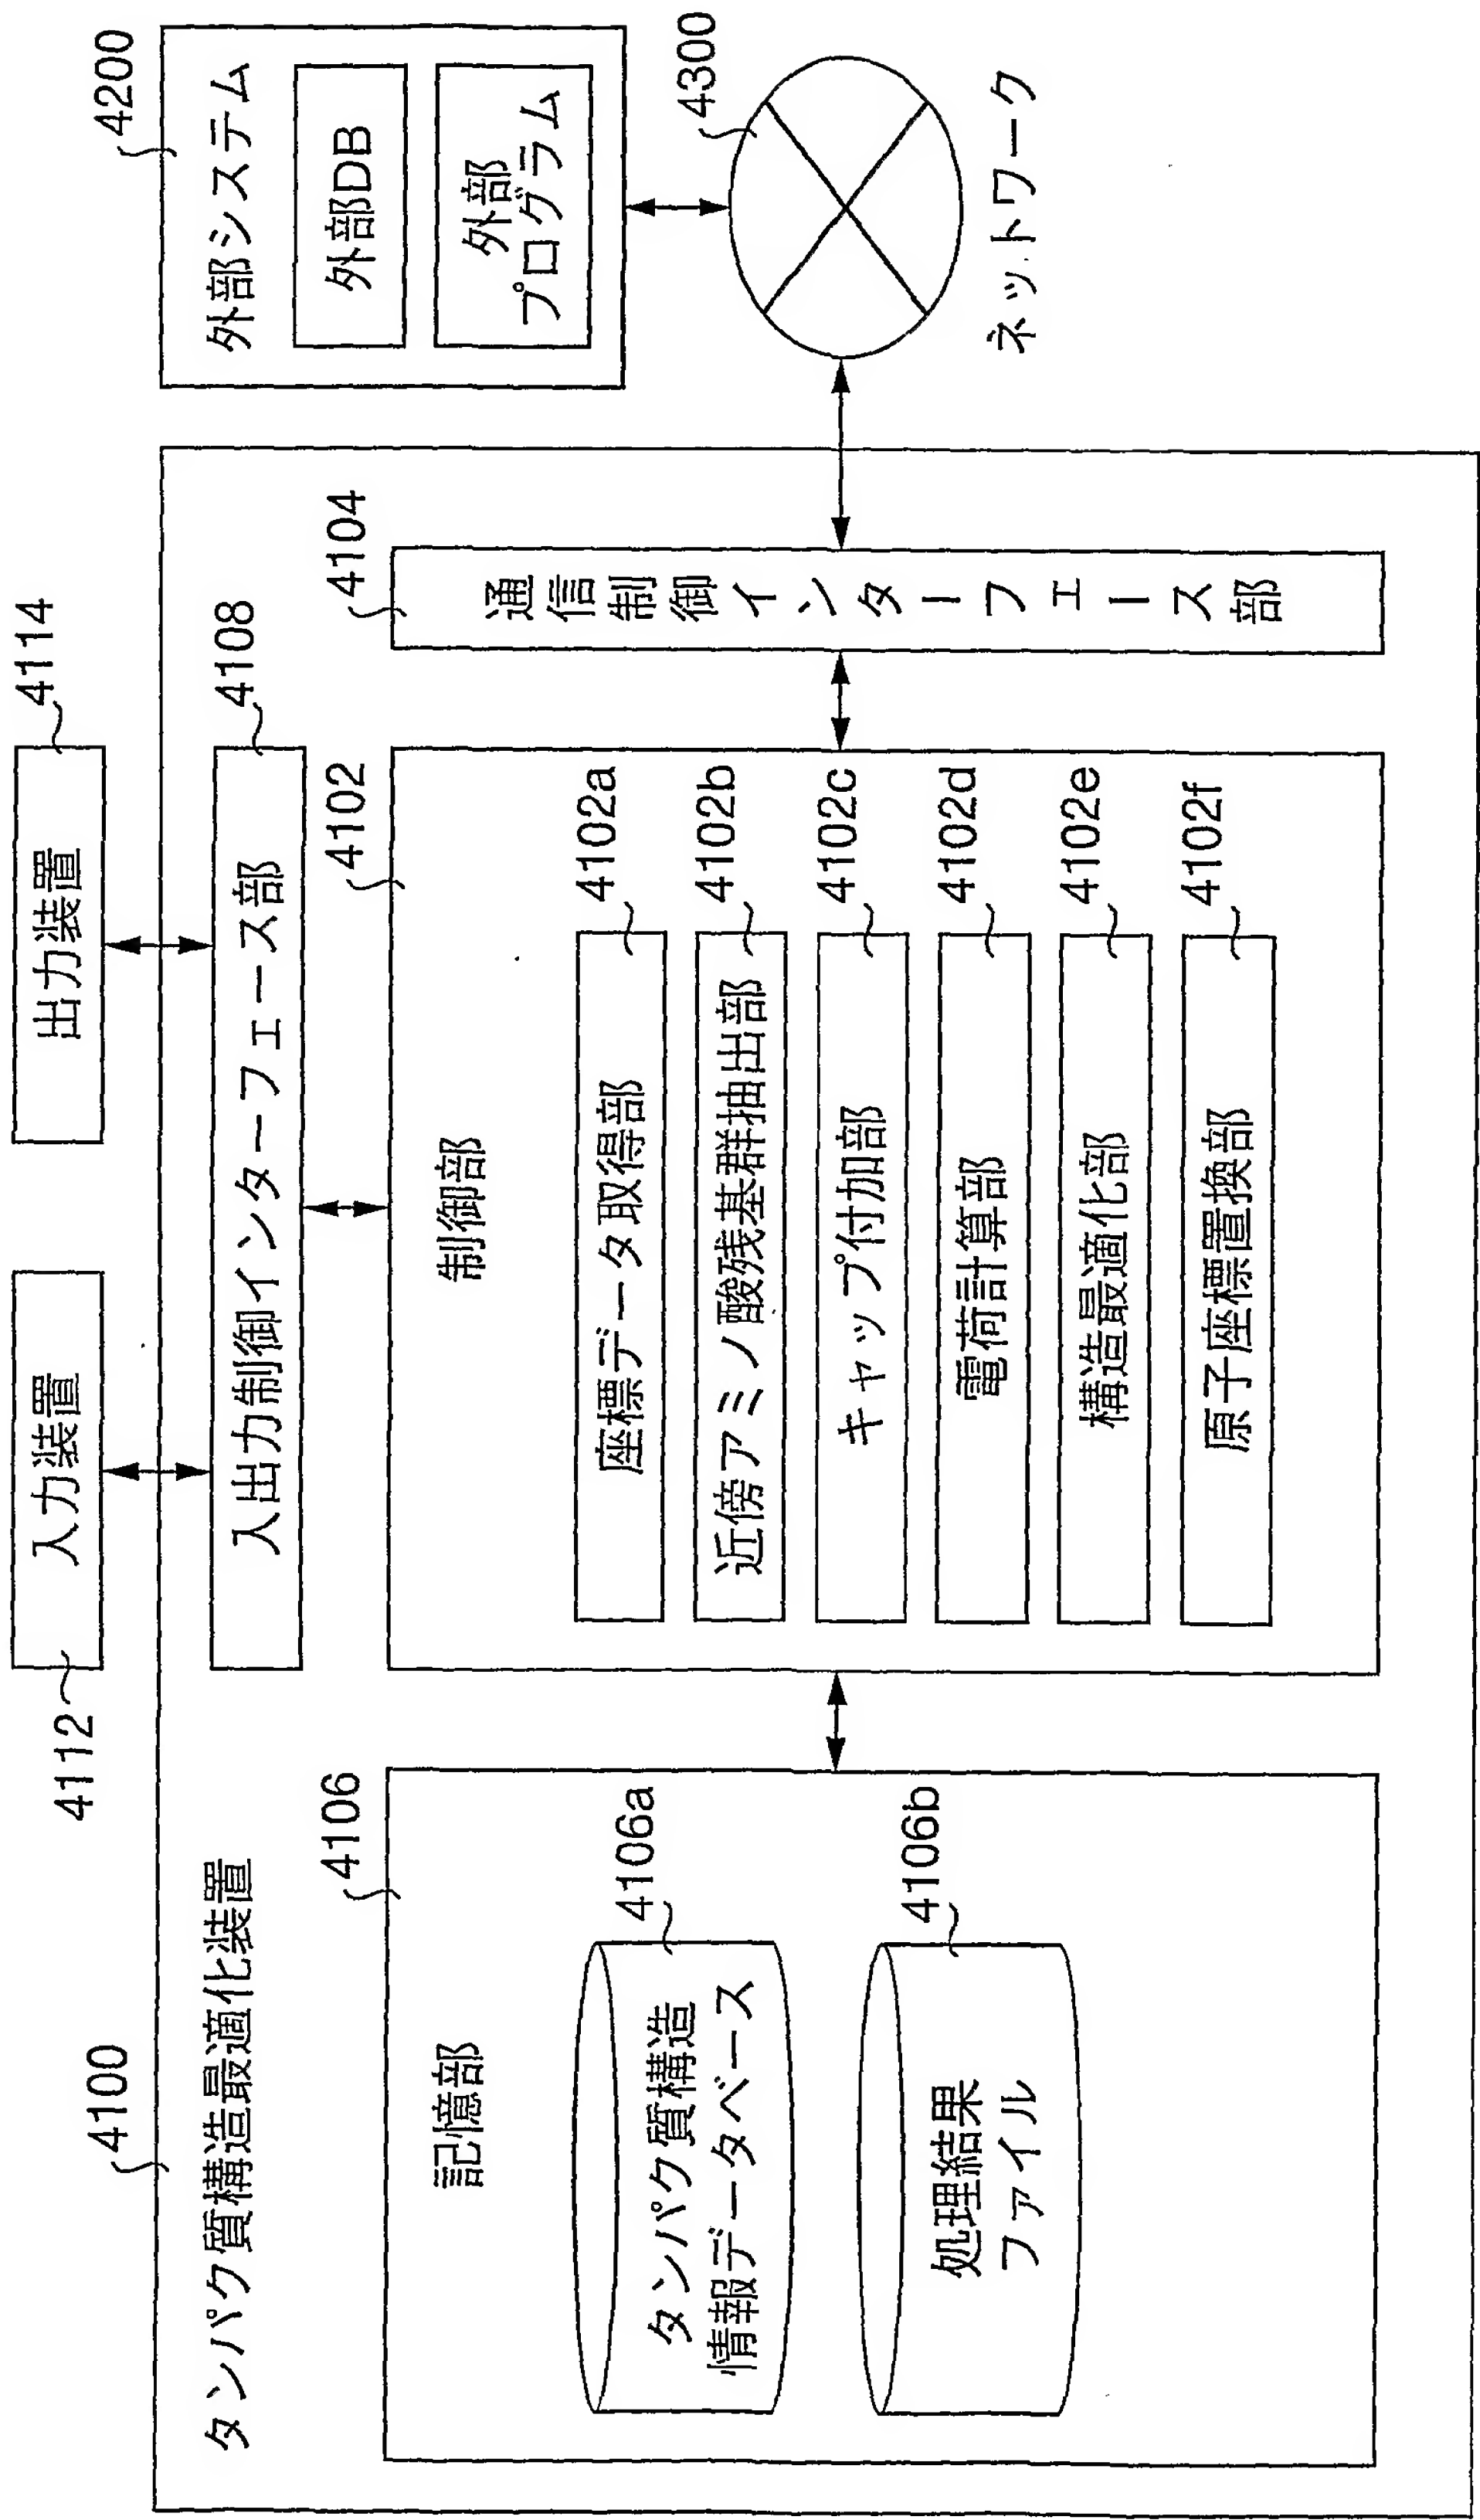 4100
タンパク質構造最適化装置
4112
入力装置
出力装置
4114
入出力制御インターフェース部
4108
4106
記憶部
タンパク質構造
情報データベース
4106a
処理結果
ファイル
4106b
4102
制御部
座標データ取得部
4102a
近傍アミノ酸残基群抽出部
4102b
キャップ付加部
4102c
電荷計算部
4102d
構造最適化部
4102e
原子座標置換部
4102f
4104
通信制御インターフェース部
4200
外部システム
外部DB
外部
プログラム
4300
ネットワーク